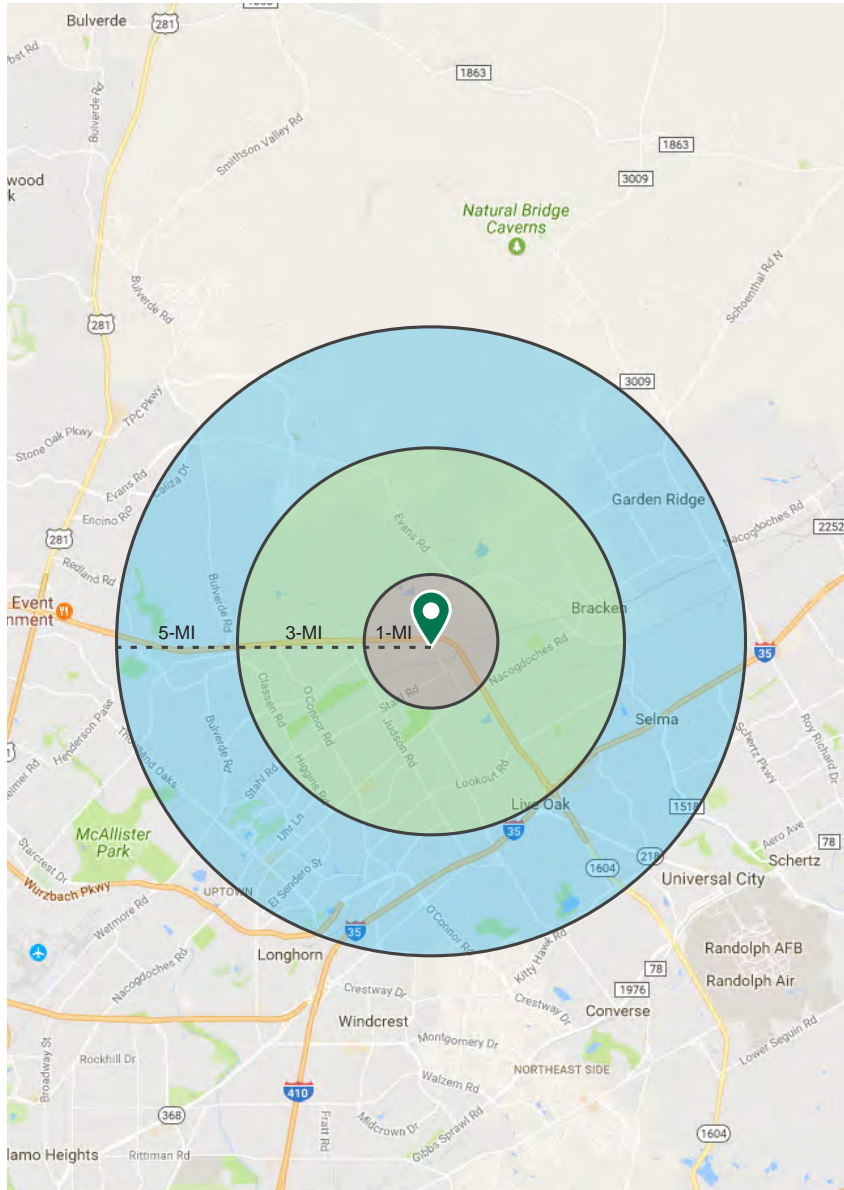 Bulverde
281
Bulverde Rd
Smithson Valley Rd
1863
1863
3009
wood
k
Natural Bridge
Caverns
Schoenthal Rd N
Bulverde Rd
281
3009
TPC Pkwy
Stone Oak Pkwy
Evans Rd
Caliza Dr
Encino Rio
Garden Ridge
Evans Rd
Nacogdoches Rd
2252
281
Redland Rd
Bulverde Rd
Event
nment
Bracken
5-MI
3-MI
1-MI
35
Nacogdoches Rd
Stahl Rd
Classen Rd
O'Connor Rd
Judson Rd
Henderson Pass
Bulverde Rd
Selma
Roy Richard Dr
Schertz Pkwy
Thousand Oaks
Stahl Rd
Higgins Rd
Lookout Rd
Live Oak
1518
35
McAllister
Park
Uhr Ln
Aero Ave
78
Schertz
218
1604
Universal City
Starcrest Dr
El Sendero St
UPTOWN
Wurzbach Pkwy
Wetmore Rd
O'Connor Rd
35
Kitty Hawk Rd
Randolph AFB
Longhorn
78
Randolph Air
Nacogdoches Rd
1976
Crestway Dr
Crestway Dr
Converse
Windcrest
Montgomery Dr
Lower Seguin Rd
Broadway St
Rockhill Dr
NORTHEAST SIDE
Walzem Rd
410
368
Fratt Rd
Midcrown Dr
Gibbs Sprawl Rd
1604
lamo Heights
Rittiman Rd